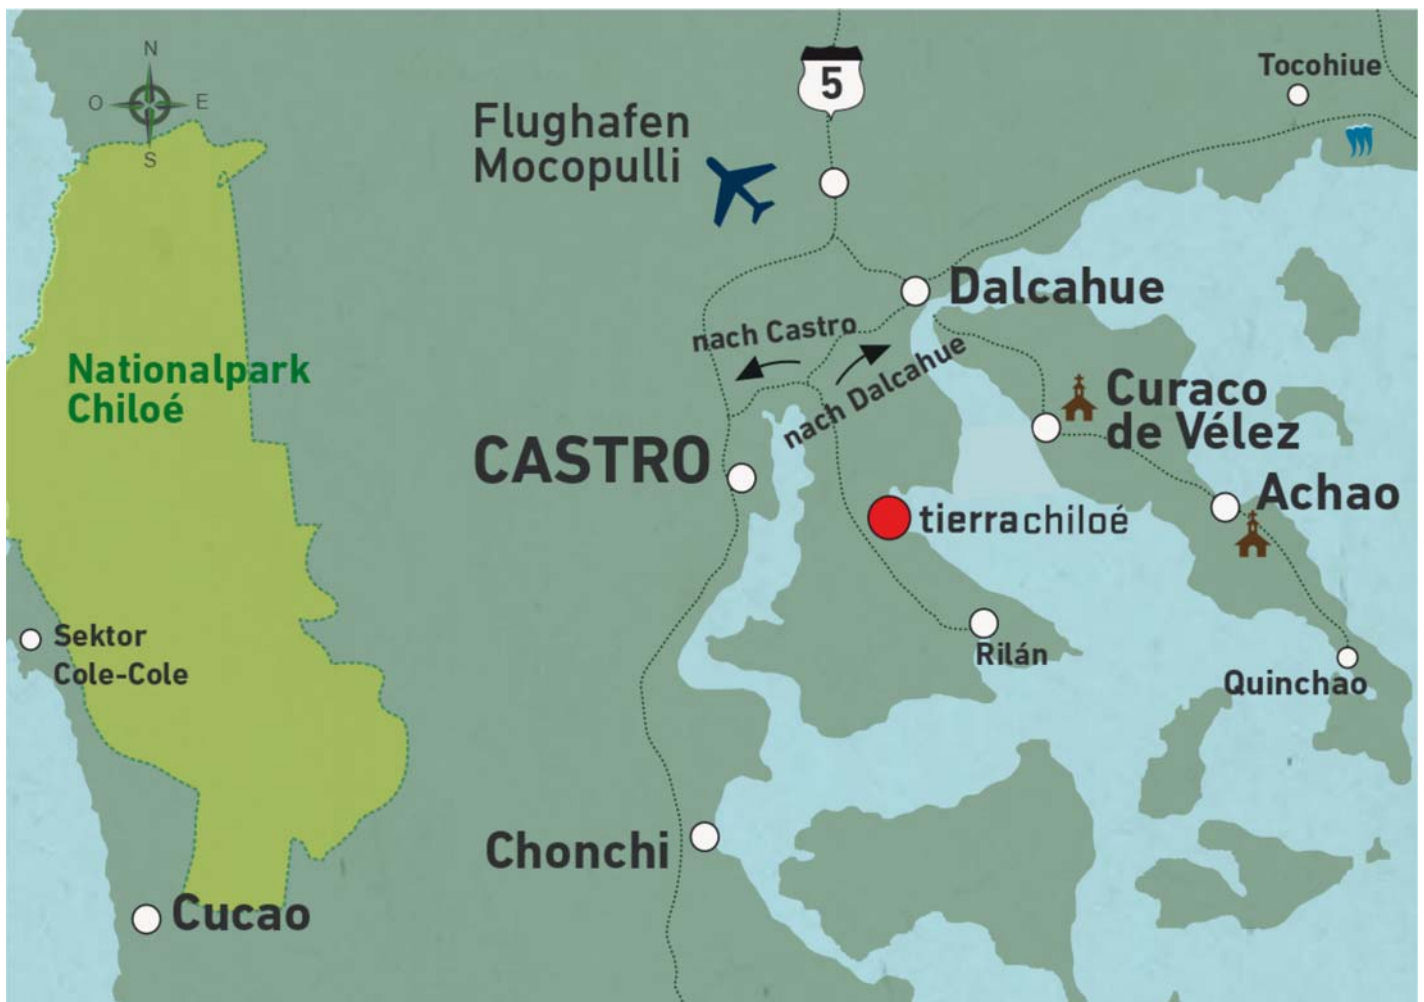 N
O
E
S
5
Tocohiue
Flughafen
Mocopulli
Dalcahue
nach Castro
nach Dalcahue
Nationalpark
Chiloé
Curaco
de Vélez
CASTRO
Achao
tierrachiloé
Sektor
Cole-Cole
Rilán
Quinchao
Chonchi
Cucao